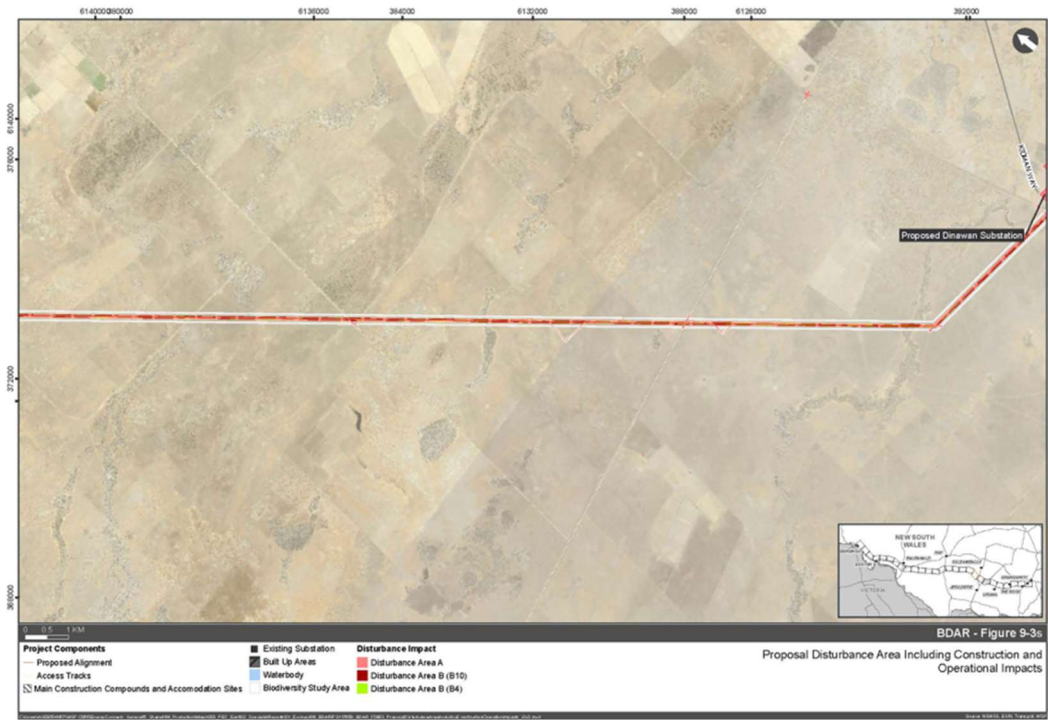 6140000 380000 6136000 384000 6132000 388000 6128000 392000
6140000
376000
372000
368000
KIDMAN WAY
Proposed Dinawan Substation
NEW SOUTH
WALES
VICTORIA
0 0.5 1 KM
BDAR - Figure 9-3s
Proposal Disturbance Area Including Construction and
Operational Impacts
Project Components
Proposed Alignment
Access Tracks
Main Construction Compounds and Accomodation Sites
Existing Substation
Built Up Areas
Waterbody
Biodiversity Study Area
Disturbance Impact
Disturbance Area A
Disturbance Area B (B10)
Disturbance Area B (B4)